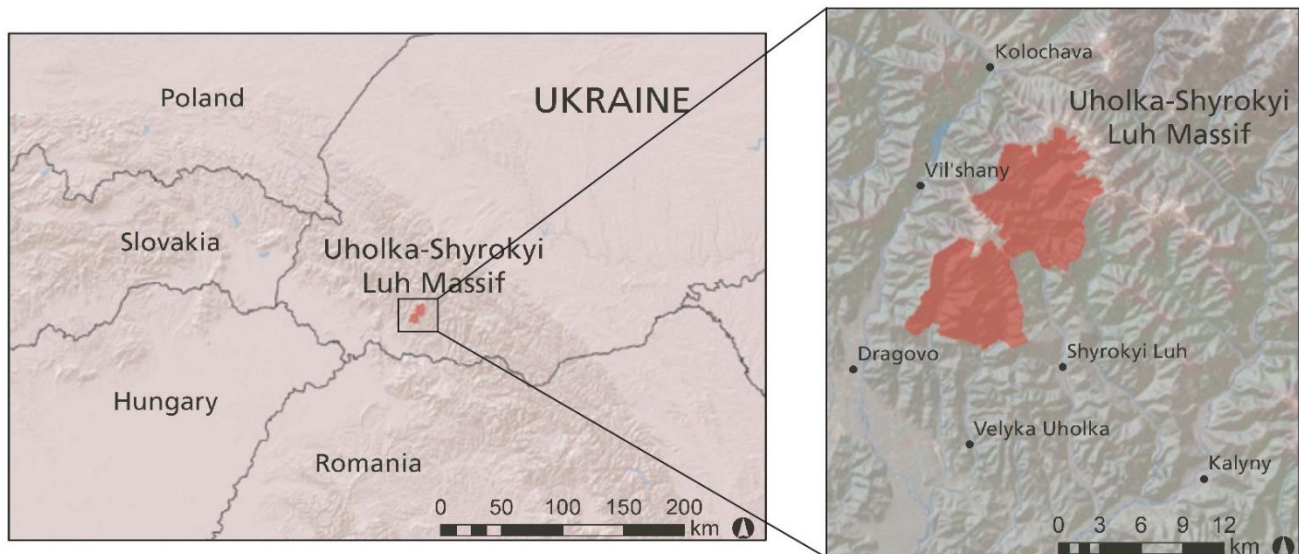 Poland
UKRAINE
Slovakia
Uholka-Shyrokyi
Luh Massif
Hungary
Romania
0 50 100 150 200
km
Kolochava
Uholka-Shyrokyi
Luh Massif
Vil'shany
Dragovo
Shyrokyi Luh
Velyka Uholka
Kalyny
0 3 6 9 12
km